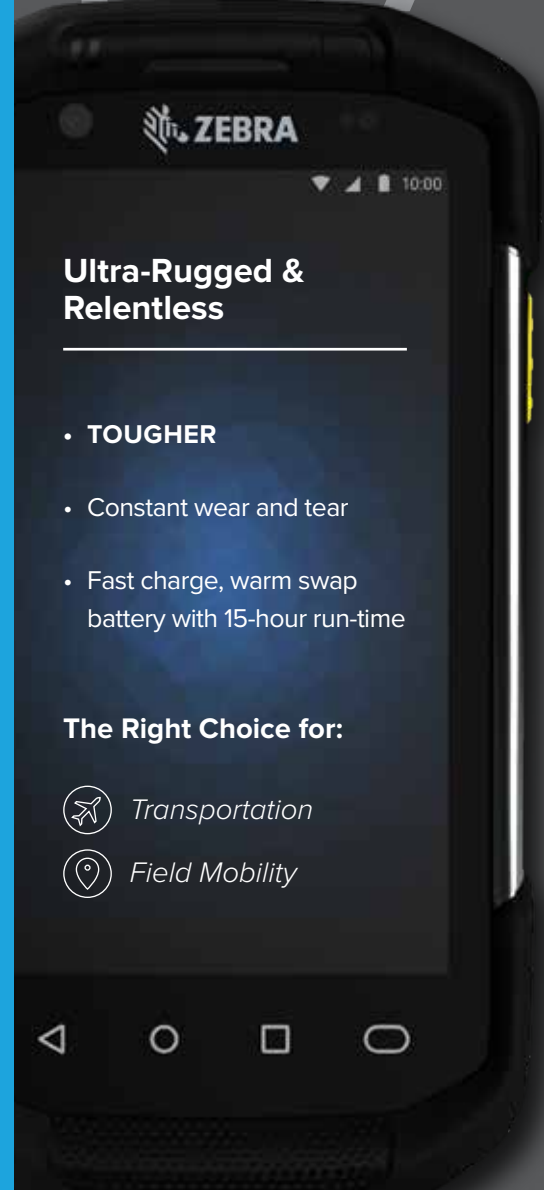 ZEBRA
10:00
Ultra-Rugged &
Relentless
• TOUGHER
• Constant wear and tear
• Fast charge, warm swap
battery with 15-hour run-time
The Right Choice for:
Transportation
Field Mobility